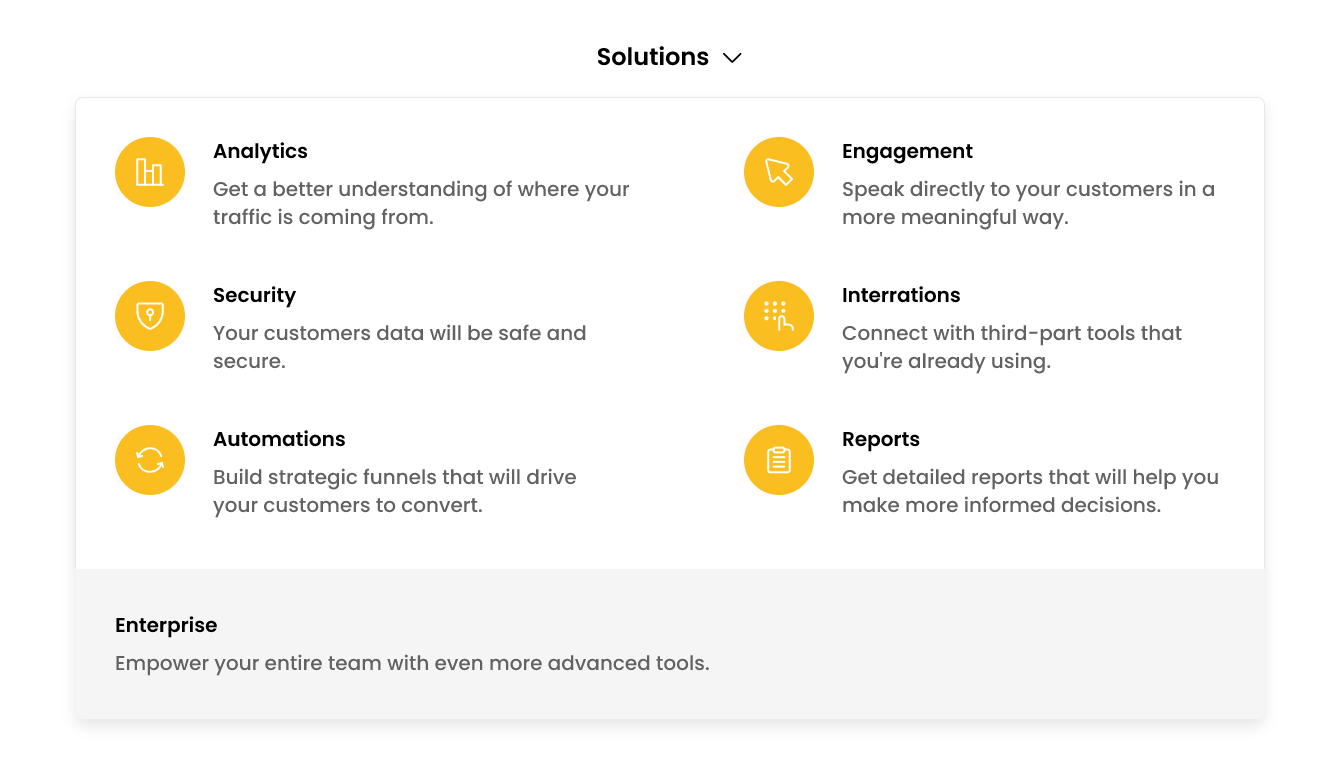 Solutions
Analytics
Get a better understanding of where your
traffic is coming from.
Engagement
Speak directly to your customers in a
more meaningful way.
Security
Your customers data will be safe and
secure.
Interrations
Connect with third-part tools that
you're already using.
Automations
Build strategic funnels that will drive
your customers to convert.
Reports
Get detailed reports that will help you
make more informed decisions.
Enterprise
Empower your entire team with even more advanced tools.